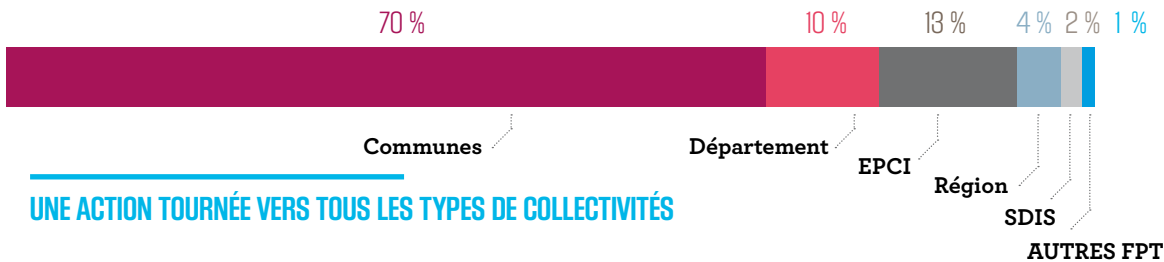 70 % 10 % 13 % 4 % 2 % 1 %
Communes
Département
EPCI
Région
SDIS
AUTRES FPT
UNE ACTION TOURNÉE VERS TOUS LES TYPES DE COLLECTIVITÉS